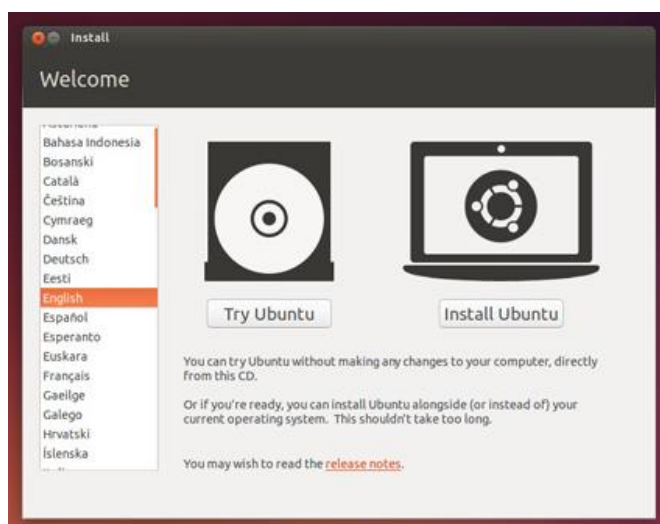 Install
Welcome
Asturianu
Bahasa Indonesia
Bosanski
Català
Čeština
Cymraeg
Dansk
Deutsch
Eesti
English
Español
Esperanto
Euskara
Français
Gaeilge
Galego
Hrvatski
Íslenska
Try Ubuntu
Install Ubuntu
You can try Ubuntu without making any changes to your computer, directly
from this CD.
Or if you're ready, you can install Ubuntu alongside (or instead of) your
current operating system. This shouldn't take too long.
You may wish to read the release notes.